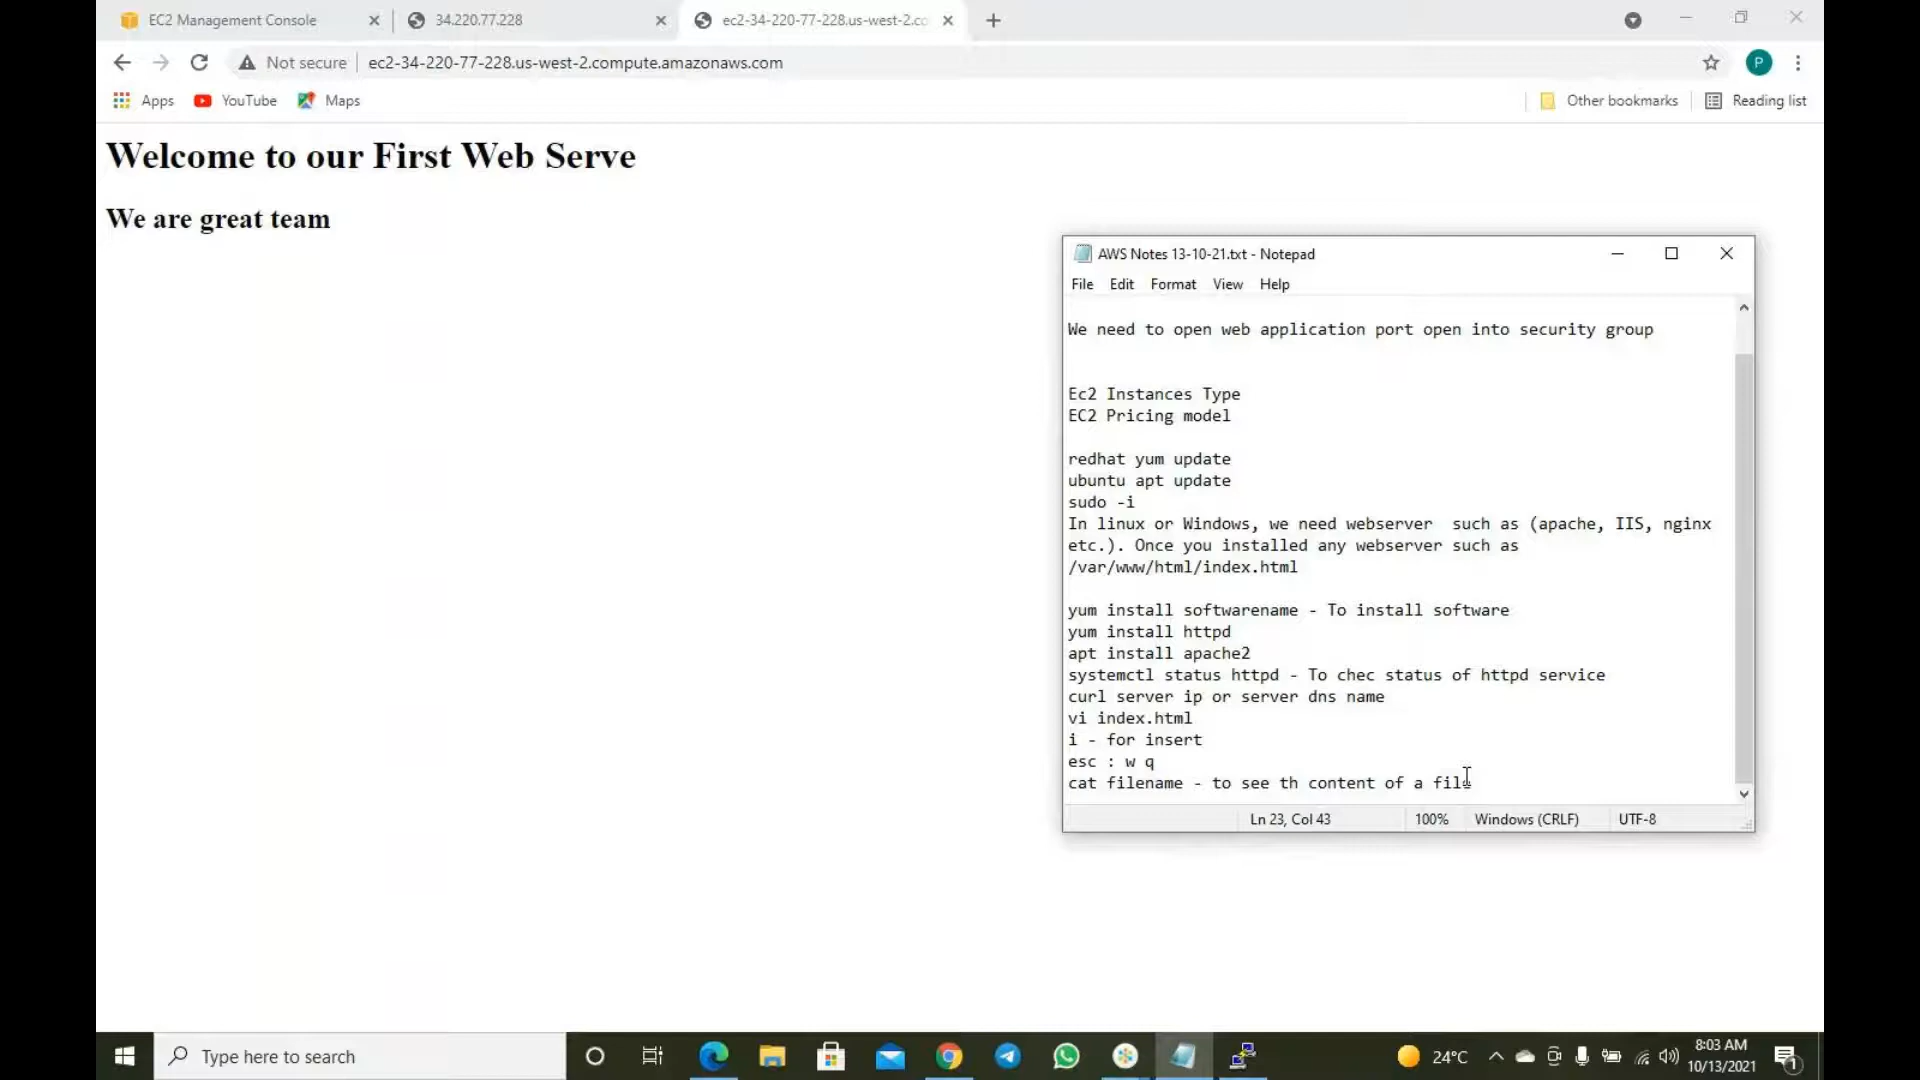 EC2 Management Console
34.220.77.228
ec2-34-220-77-228.us-west-2.co
Not secure
ec2-34-220-77-228.us-west-2.compute.amazonaws.com
P
Apps
YouTube
Maps
Other bookmarks
Reading list
Welcome to our First Web Serve
We are great team
AWS Notes 13-10-21.txt - Notepad
File Edit Format View Help
We need to open web application port open into security group
Ec2 Instances Type
EC2 Pricing model
redhat yum update
ubuntu apt update
sudo -i
In linux or Windows, we need webserver  such as (apache, IIS, nginx
etc.). Once you installed any webserver such as
/var/www/html/index.html
yum install softwarename - To install software
yum install httpd
apt install apache2
systemctl status httpd - To chec status of httpd service
curl server ip or server dns name
vi index.html
i - for insert
esc : w q
cat filename - to see th content of a file
Ln 23, Col 43
100%
Windows (CRLF)
UTF-8
Type here to search
24°C
8:03 AM
10/13/2021
1